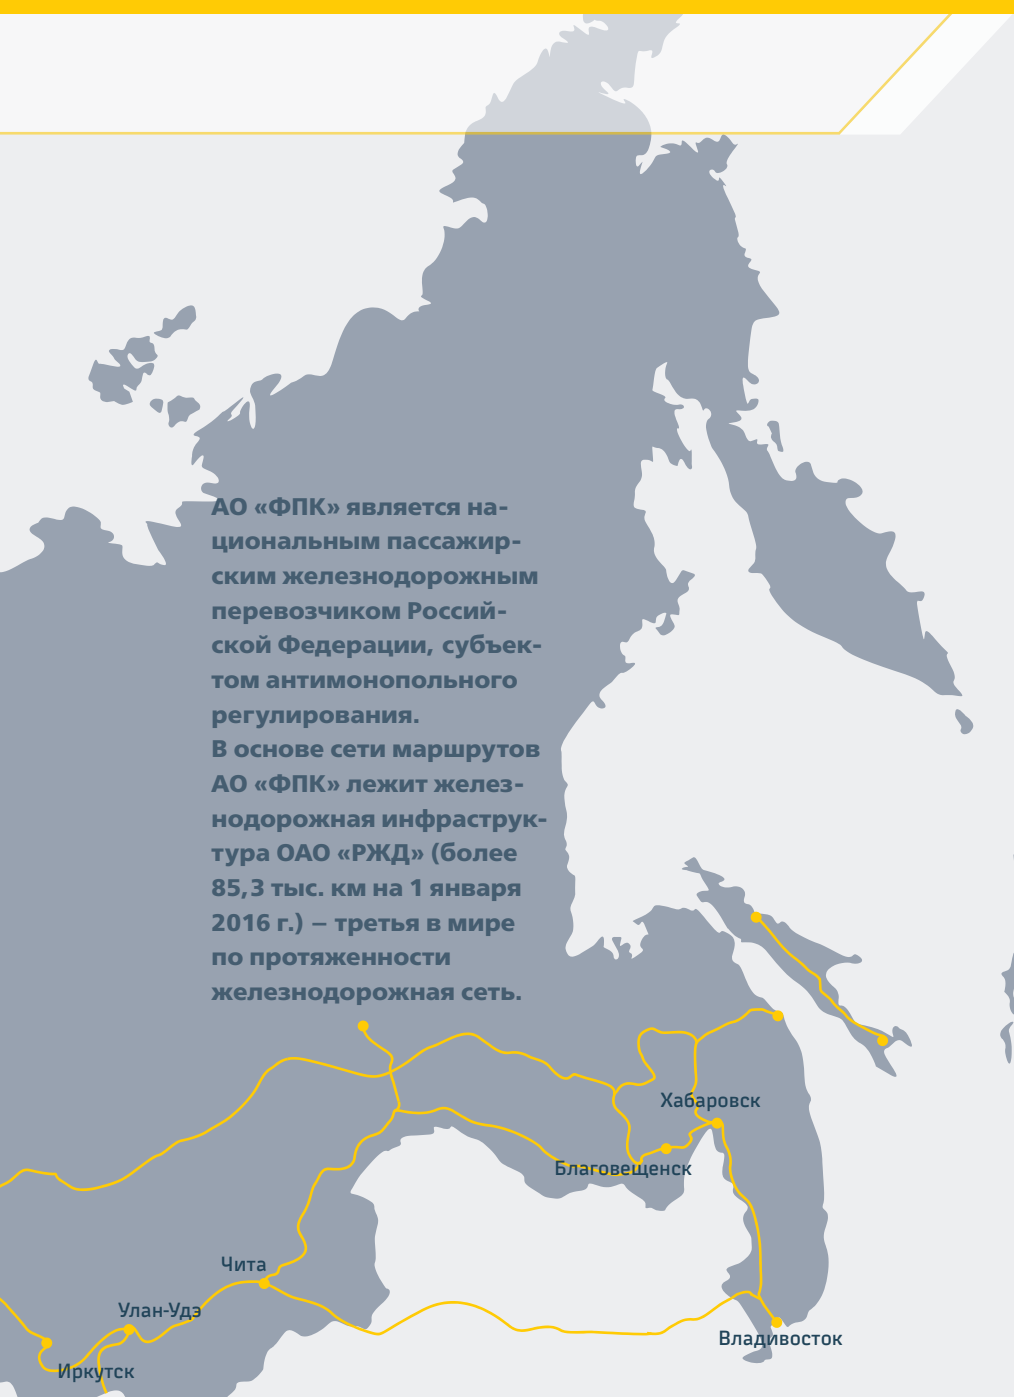 АО «ФПК» является на-
циональным пассажир-
ским железнодорожным
перевозчиком Россий-
ской Федерации, субъек-
том антимонопольного
регулирования.
В основе сети маршрутов
АО «ФПК» лежит желез-
нодорожная инфраструк-
тура ОАО «РЖД» (более
85,3 тыс. км на 1 января
2016 г.) – третья в мире
по протяженности
железнодорожная сеть.
Хабаровск
Благовещенск
Чита
Улан-Удэ
Владивосток
Иркутск